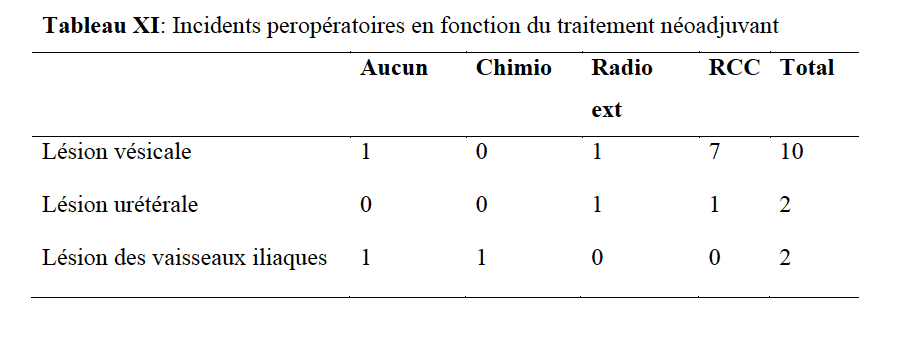 Tableau XI: Incidents peropératoires en fonction du traitement néoadjuvant
Aucun Chimio Radio ext RCC Total
Lésion vésicale 1 0 1 7 10
Lésion urétérale 0 0 1 1 2
Lésion des vaisseaux iliaques 1 1 0 0 2